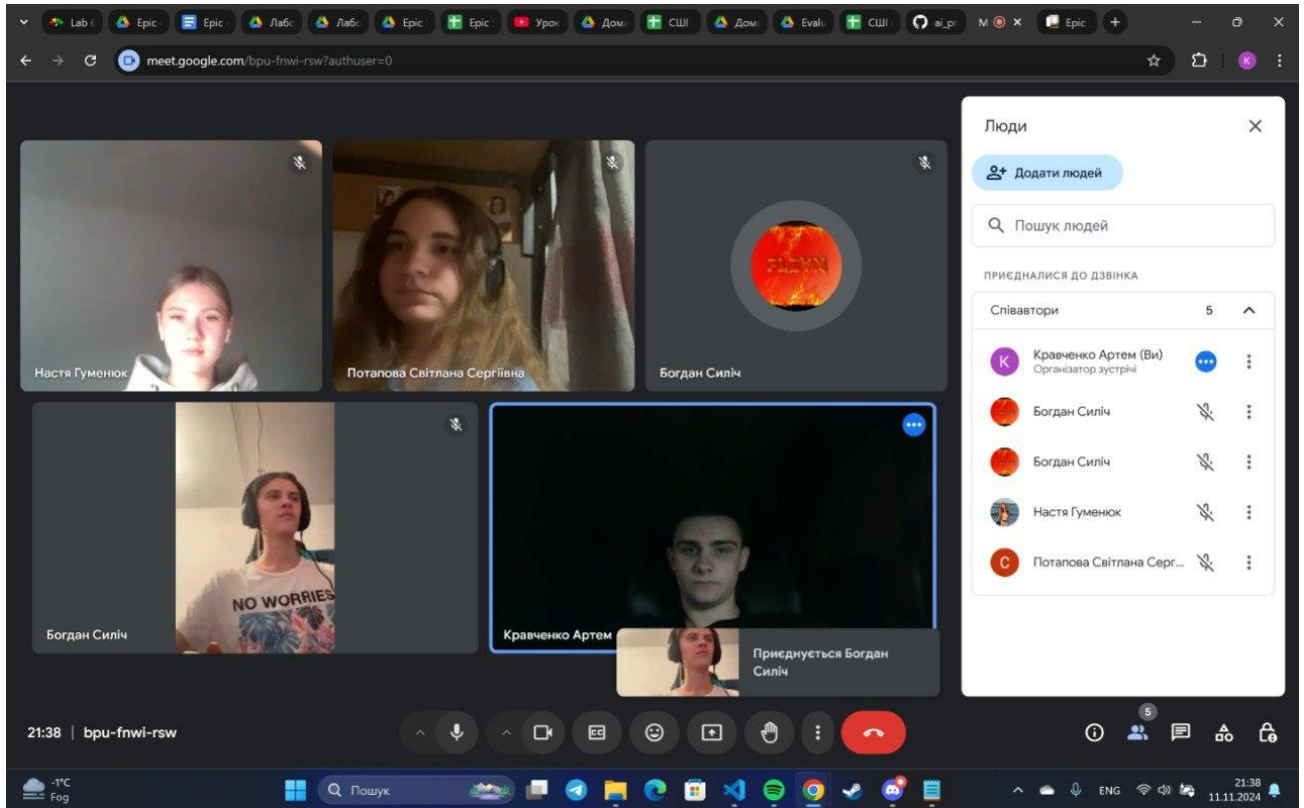 Lab 6
Epic
Epic
Лабо
Лабо
Epic
Epic
Урок
Дом
СШІ
Дом
Evalu
СШІ
ai_pr
M
Epic
meet.google.com/bpu-fnwi-rsw?authuser=0
K
Люди
Додати людей
Пошук людей
ПРИЄДНАЛИСЯ ДО ДЗВІНКА
Співавтори 5
K
Кравченко Артем (Ви)
Організатор зустрічі
Богдан Силіч
Богдан Силіч
Настя Гуменюк
С
Потапова Світлана Серг...
Настя Гуменюк
Потапова Світлана Сергіївна
Богдан Силіч
NO WORRIES
Богдан Силіч
Кравченко Артем
Приєднується Богдан
Силіч
21:38 | bpu-fnwi-rsw
CC
5
-1°C
Fog
Пошук
ENG
21:38
11.11.2024